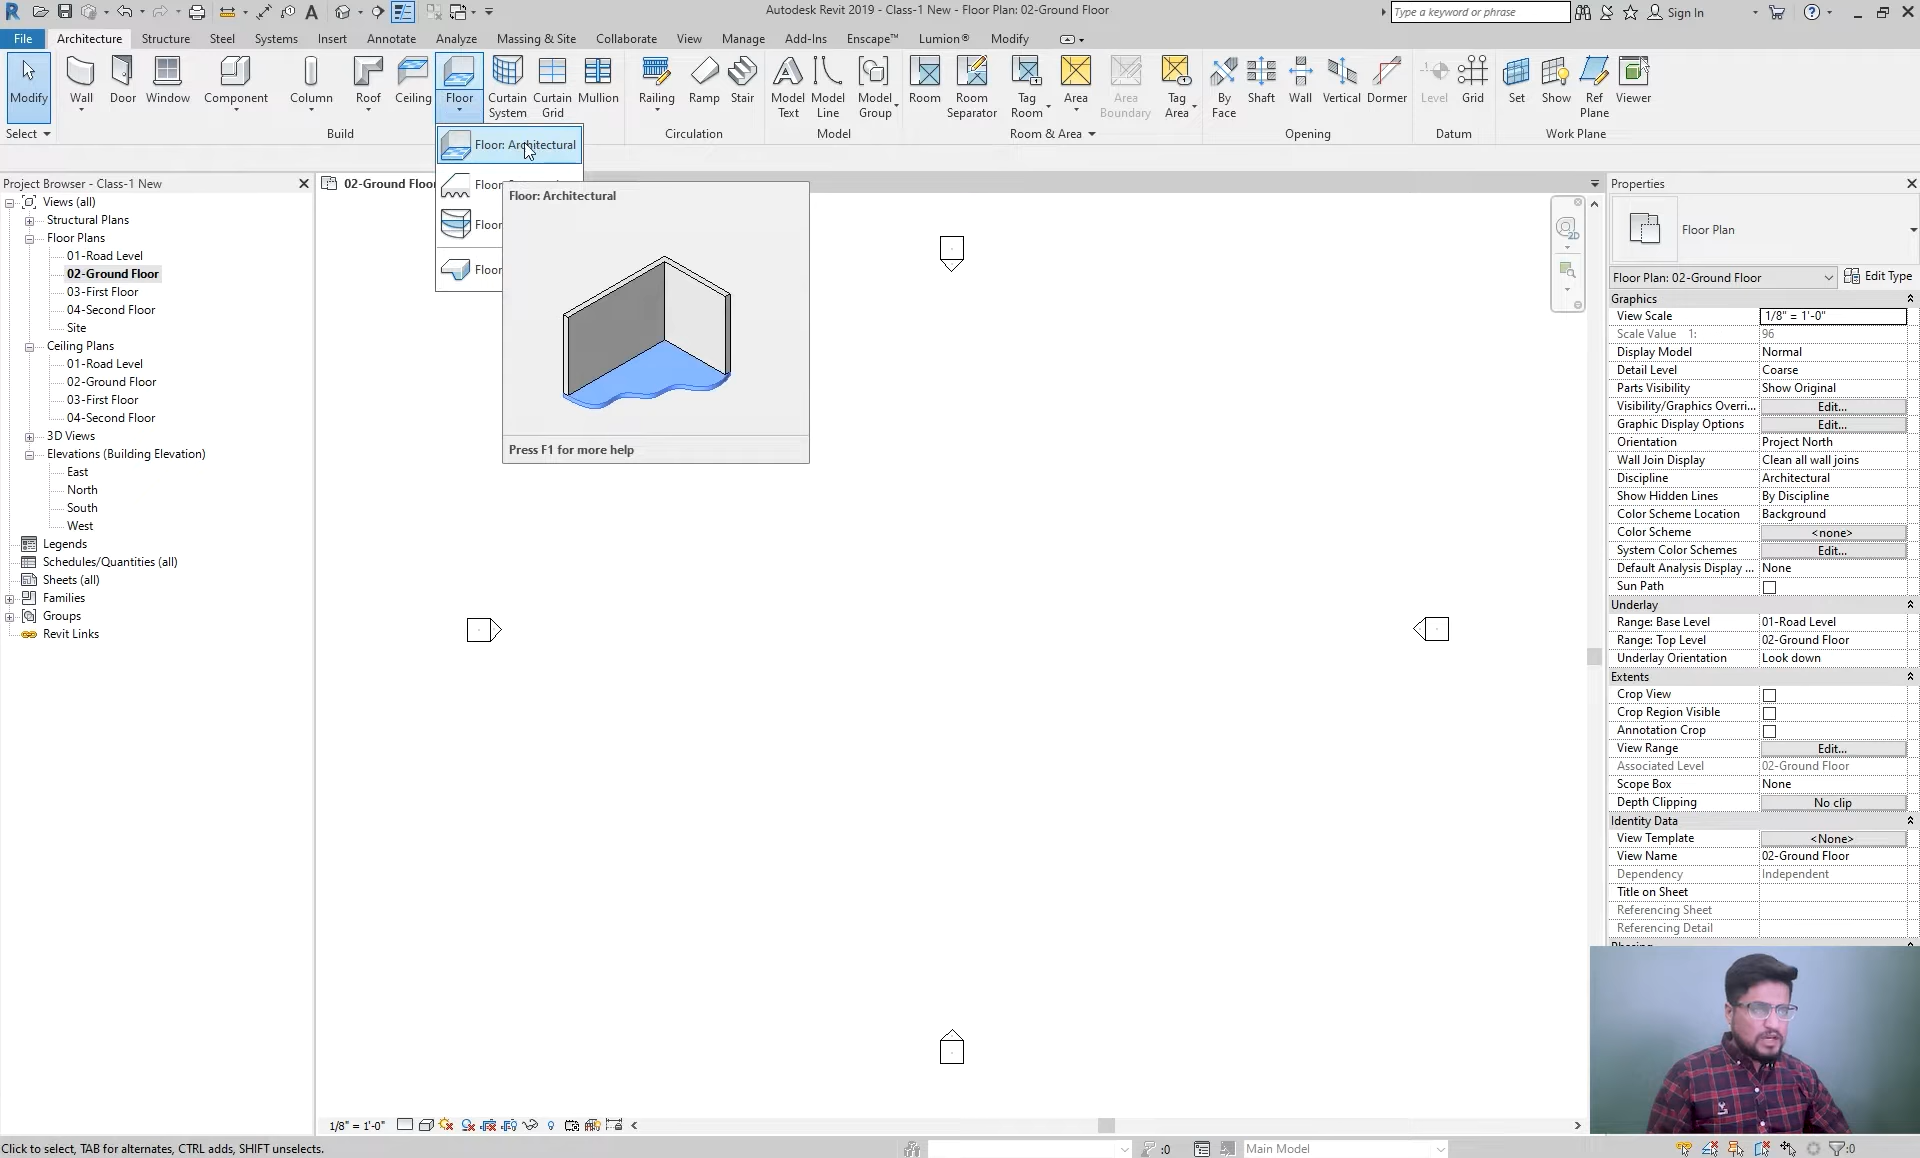 Autodesk Revit 2019 - Class-1 New - Floor Plan: 02-Ground Floor
Type a keyword or phrase
Sign In
File Architecture Structure Steel Systems Insert Annotate Analyze Massing & Site Collaborate View Manage Add-Ins Enscape™ Lumion® Modify
Modify
Wall
Door
Window
Component
Column
Roof
Ceiling
Floor
Curtain System
Curtain Grid
Mullion
Railing
Ramp
Stair
Model Text
Model Line
Model Group
Room
Room Separator
Tag Room
Area
Area Boundary
Tag Area
By Face
Shaft
Wall
Vertical
Dormer
Level
Grid
Set
Show
Ref Plane
Viewer
Select
Build
Circulation
Model
Room & Area
Opening
Datum
Work Plane
Floor: Architectural
Floor
Floor
Floor: Architectural
Press F1 for more help
Project Browser - Class-1 New
Views (all)
Structural Plans
Floor Plans
01-Road Level
02-Ground Floor
03-First Floor
04-Second Floor
Site
Ceiling Plans
01-Road Level
02-Ground Floor
03-First Floor
04-Second Floor
3D Views
Elevations (Building Elevation)
East
North
South
West
Legends
Schedules/Quantities (all)
Sheets (all)
Families
Groups
Revit Links
02-Ground Floor
2D
Properties
Floor Plan
Floor Plan: 02-Ground Floor
Edit Type
Graphics
View Scale 1/8" = 1'-0"
Scale Value 1: 96
Display Model Normal
Detail Level Coarse
Parts Visibility Show Original
Visibility/Graphics Overri... Edit...
Graphic Display Options Edit...
Orientation Project North
Wall Join Display Clean all wall joins
Discipline Architectural
Show Hidden Lines By Discipline
Color Scheme Location Background
Color Scheme <none>
System Color Schemes Edit...
Default Analysis Display ... None
Sun Path
Underlay
Range: Base Level 01-Road Level
Range: Top Level 02-Ground Floor
Underlay Orientation Look down
Extents
Crop View
Crop Region Visible
Annotation Crop
View Range Edit...
Associated Level 02-Ground Floor
Scope Box None
Depth Clipping No clip
Identity Data
View Template <None>
View Name 02-Ground Floor
Dependency Independent
Title on Sheet
Referencing Sheet
Referencing Detail
1/8" = 1'-0"
Click to select, TAB for alternates, CTRL adds, SHIFT unselects.
:0
Main Model
:0